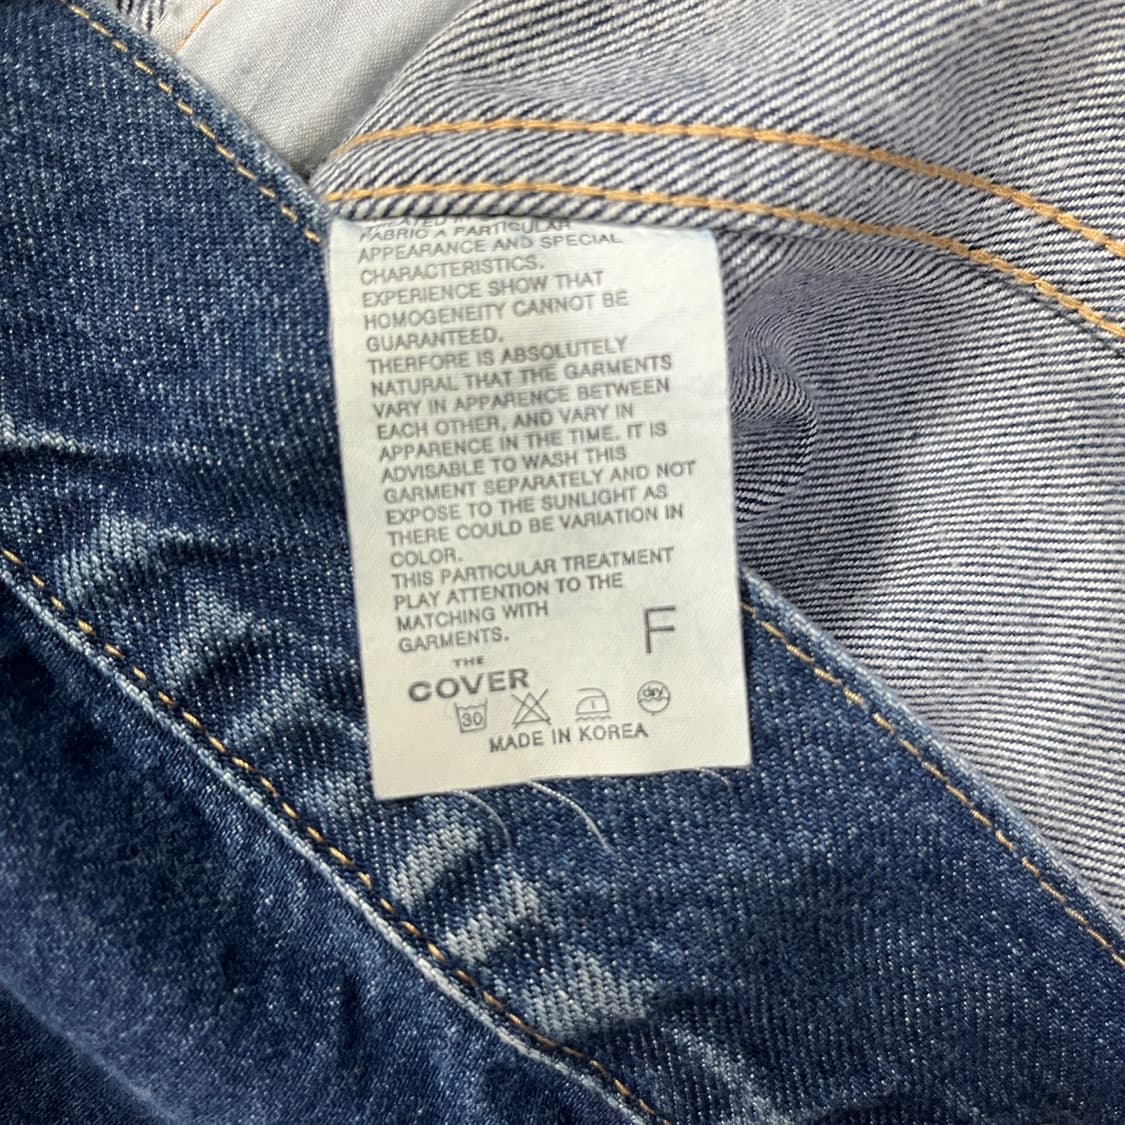 FABRIC A PARTICULAR
APPEARANCE AND SPECIAL
CHARACTERISTICS.
EXPERIENCE SHOW THAT
HOMOGENEITY CANNOT BE
GUARANTEED.
THERFORE IS ABSOLUTELY
NATURAL THAT THE GARMENTS
VARY IN APPARENCE BETWEEN
EACH OTHER, AND VARY IN
APPARENCE IN THE TIME. IT IS
ADVISABLE TO WASH THIS
GARMENT SEPARATELY AND NOT
EXPOSE TO THE SUNLIGHT AS
THERE COULD BE VARIATION IN
COLOR.
THIS PARTICULAR TREATMENT
PLAY ATTENTION TO THE
MATCHING WITH
GARMENTS.
F
THE
COVER
30 dry
MADE IN KOREA